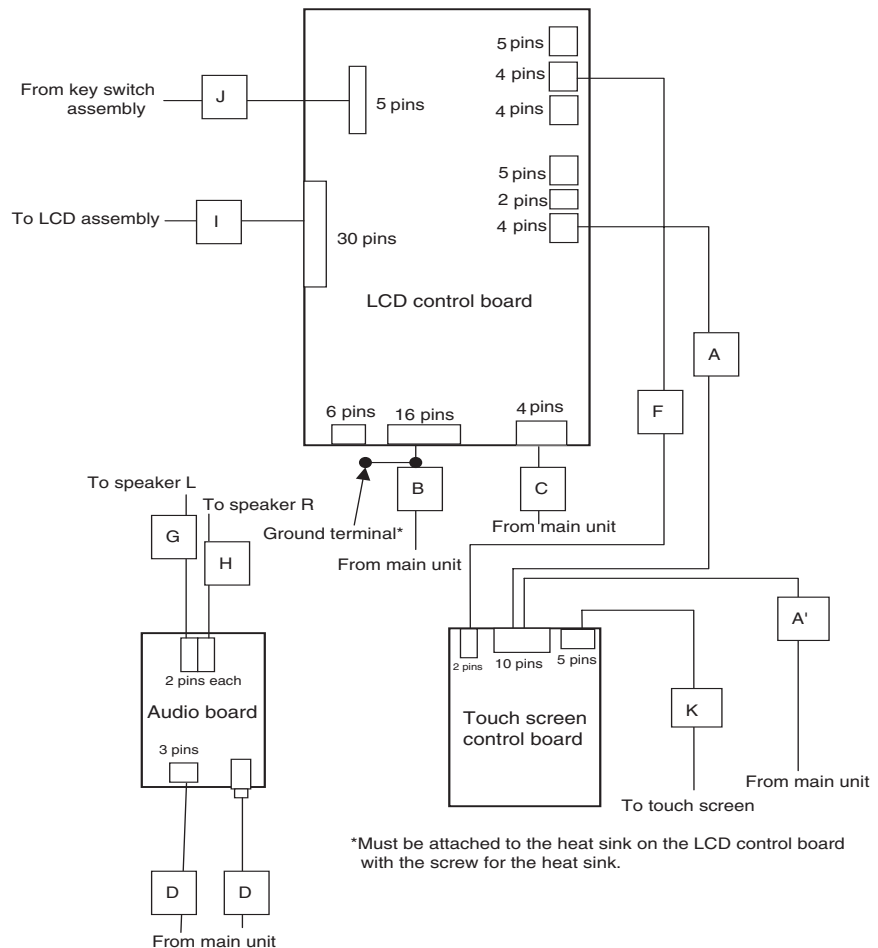 5 pins
4 pins
4 pins
From key switch
assembly
J
5 pins
5 pins
2 pins
4 pins
To LCD assembly
I
30 pins
LCD control board
A
F
6 pins
16 pins
4 pins
B
C
Ground terminal*
From main unit
From main unit
To speaker L
To speaker R
G
H
2 pins each
Audio board
3 pins
D
D
From main unit
2 pins
10 pins
5 pins
Touch screen
control board
A'
K
From main unit
To touch screen
*Must be attached to the heat sink on the LCD control board
with the screw for the heat sink.